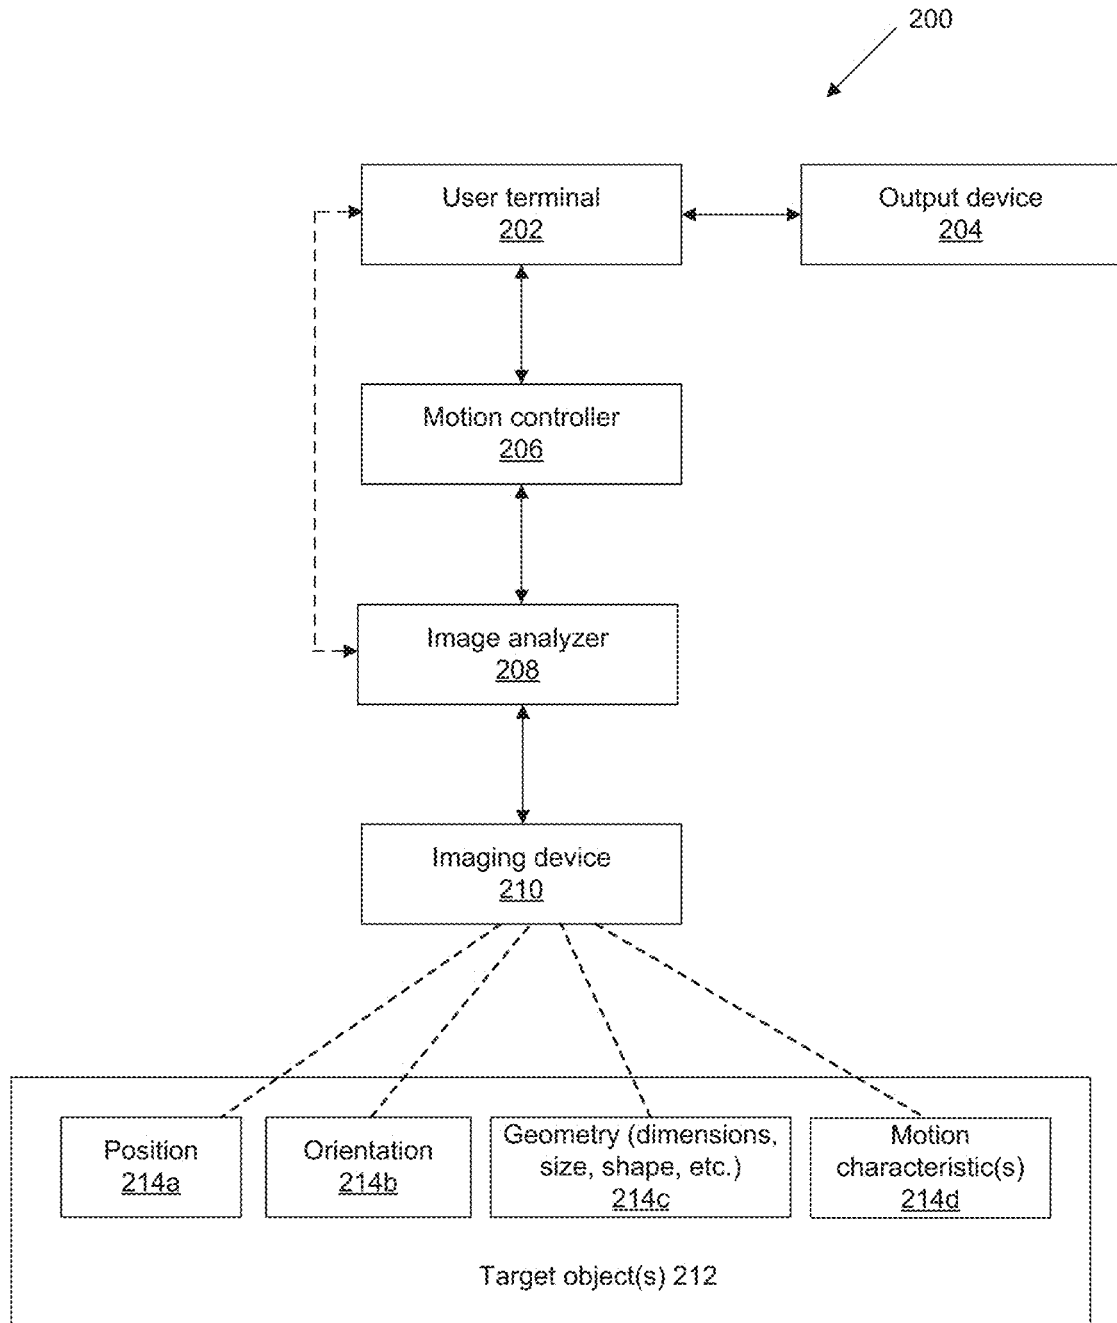 200
User terminal
202
Output device
204
Motion controller
206
Image analyzer
208
Imaging device
210
Position
214a
Orientation
214b
Geometry (dimensions,
size, shape, etc.)
214c
Motion
characteristic(s)
214d
Target object(s) 212